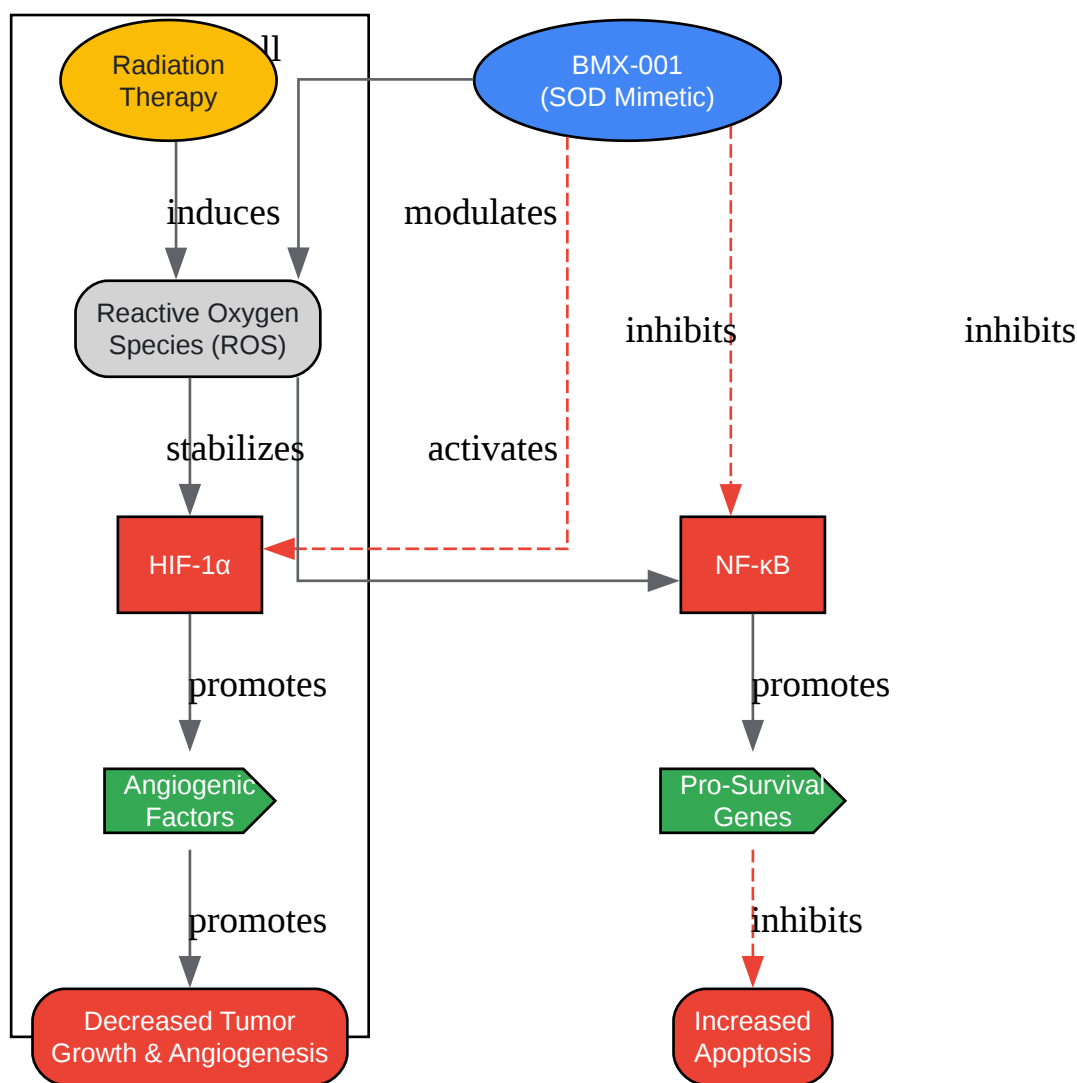 Radiation
Therapy
ll
BMX-001
(SOD Mimetic)
induces
modulates
Reactive Oxygen
Species (ROS)
inhibits
inhibits
stabilizes
activates
HIF-1α
NF-κB
promotes
promotes
Angiogenic
Factors
Pro-Survival
Genes
promotes
inhibits
Decreased Tumor
Growth & Angiogenesis
Increased
Apoptosis